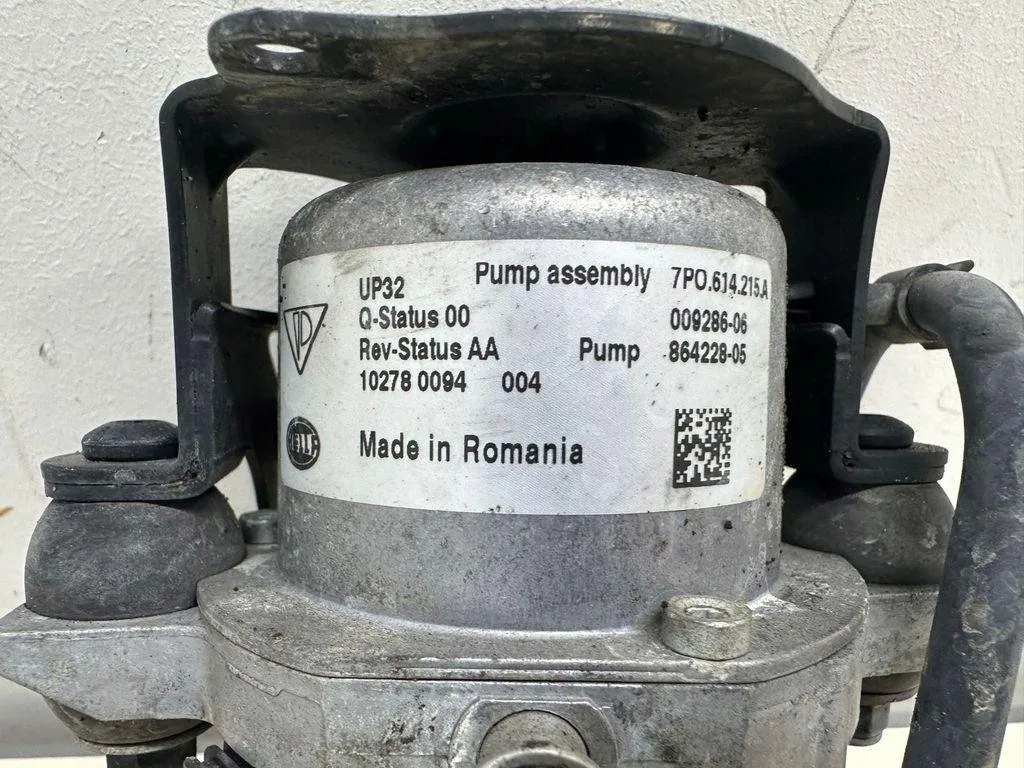 UP32 Pump assembly 7PO.614.215.A
Q-Status 00 009286-06
Rev-Status AA Pump 864228-05
10278 0094 004
HELLA
Made in Romania